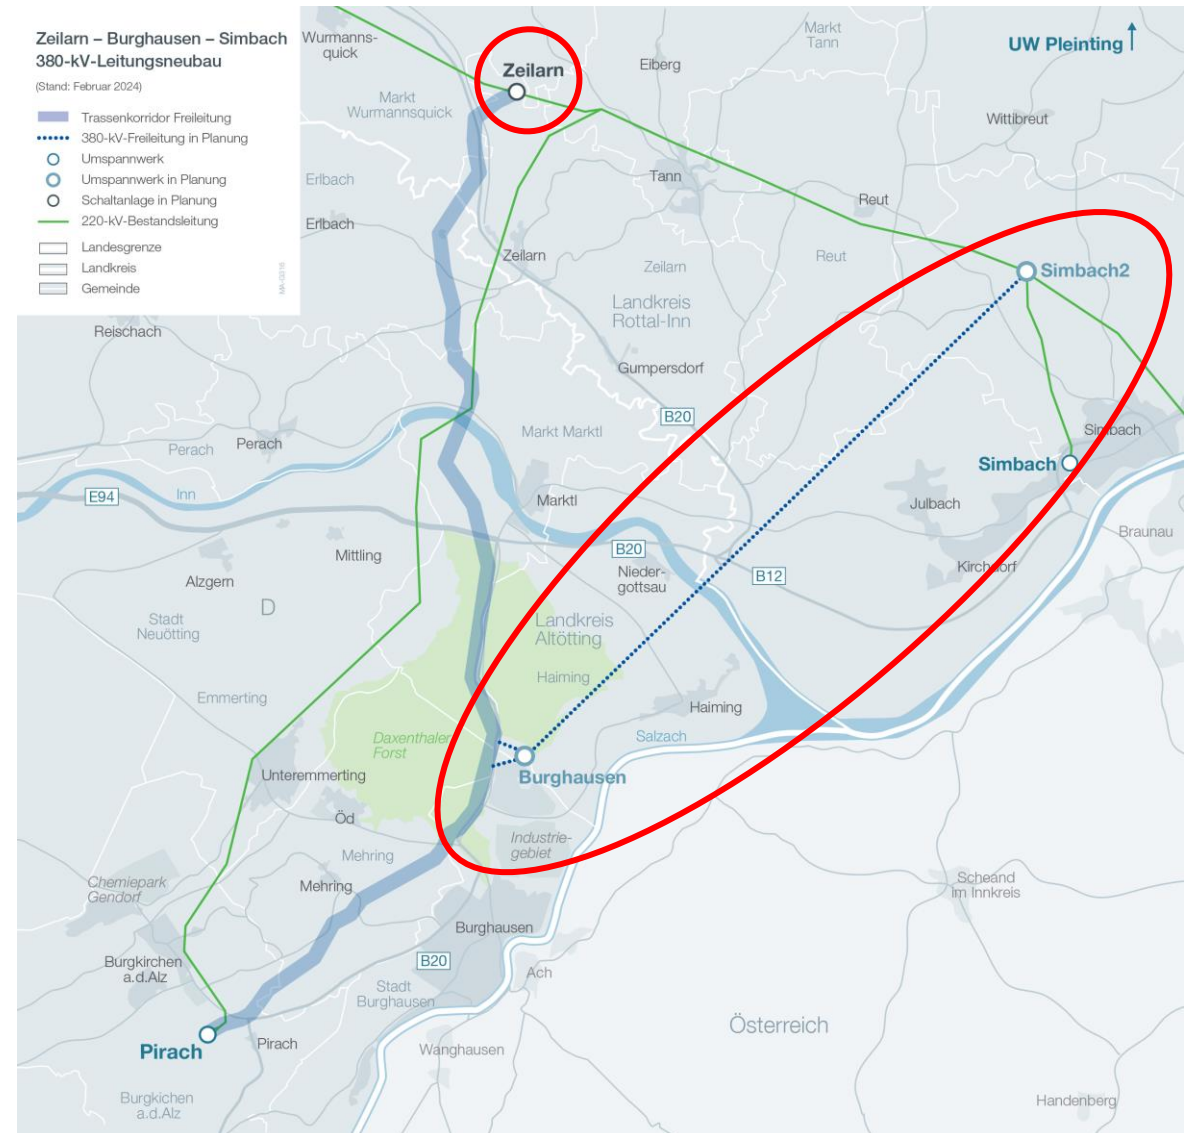 Zeilarn – Burghausen – Simbach
380-kV-Leitungsneubau
(Stand: Februar 2024)
Trassenkorridor Freileitung
380-kV-Freileitung in Planung
Umspannwerk
Umspannwerk in Planung
Schaltanlage in Planung
220-kV-Bestandsleitung
Landesgrenze
Landkreis
Gemeinde
Wurmanns-
quick
Zeilarn
Markt
Tann
UW Pleinting
Eiberg
Markt
Wurmannsquick
Wittibreut
Erlbach
Tann
Reut
Erlbach
Zeilarn
Zeilarn
Reut
Simbach2
Landkreis
Rottal-Inn
Reischach
Gumpersdorf
B20
Perach
Perach
Markt Marktl
Simbach
Simbach
E94
Inn
Marktl
Julbach
Braunau
Mittling
B20
Nieder-
gottsau
B12
Kirchdorf
Alzgern
D
Stadt
Neuötting
Landkreis
Altötting
Haiming
Emmerting
Haiming
Daxenthaler
Forst
Salzach
Unteremmerting
Burghausen
Öd
Industrie-
gebiet
Mehring
Mehring
Chemiepark
Gendorf
Scheand
im Innkreis
Burghausen
Burgkirchen
a.d.Alz
B20
Ach
Stadt
Burghausen
Österreich
Pirach
Pirach
Wanghausen
Burgkichen
a.d.Alz
Handenberg